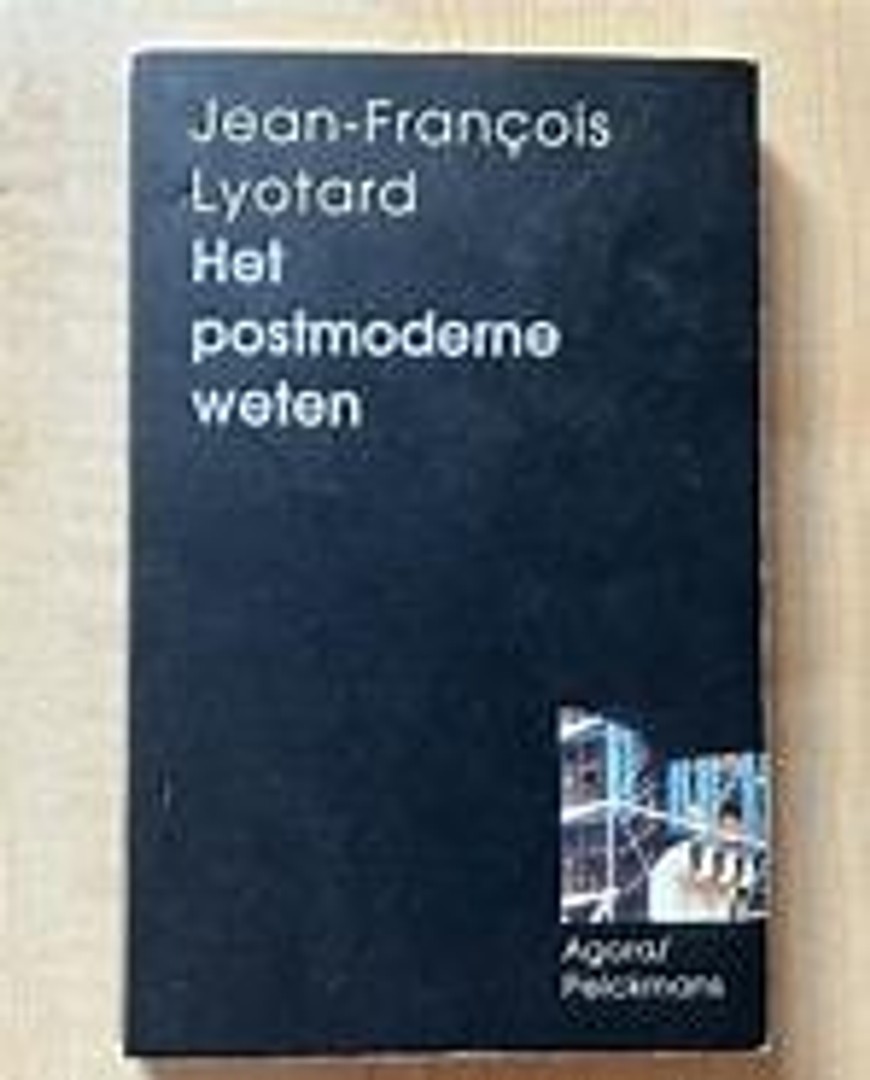 Jean-François
Lyotard
Het
postmoderne
weten
Agora/
Pelckmans